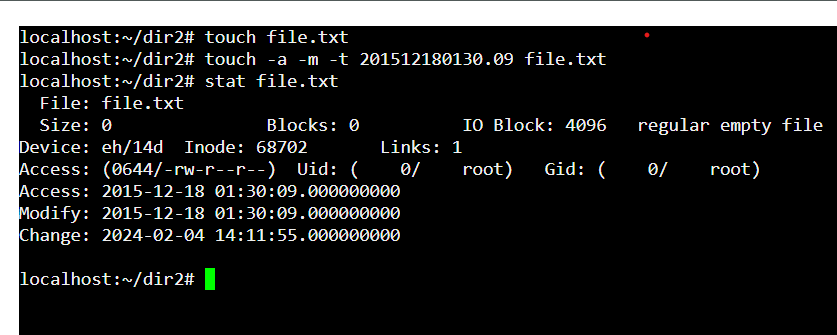 localhost:~/dir2# touch file.txt
localhost:~/dir2# touch -a -m -t 201512180130.09 file.txt
localhost:~/dir2# stat file.txt
  File: file.txt
  Size: 0               Blocks: 0          IO Block: 4096   regular empty file
Device: eh/14d  Inode: 68702       Links: 1
Access: (0644/-rw-r--r--)  Uid: (    0/    root)   Gid: (    0/    root)
Access: 2015-12-18 01:30:09.000000000
Modify: 2015-12-18 01:30:09.000000000
Change: 2024-02-04 14:11:55.000000000
localhost:~/dir2#